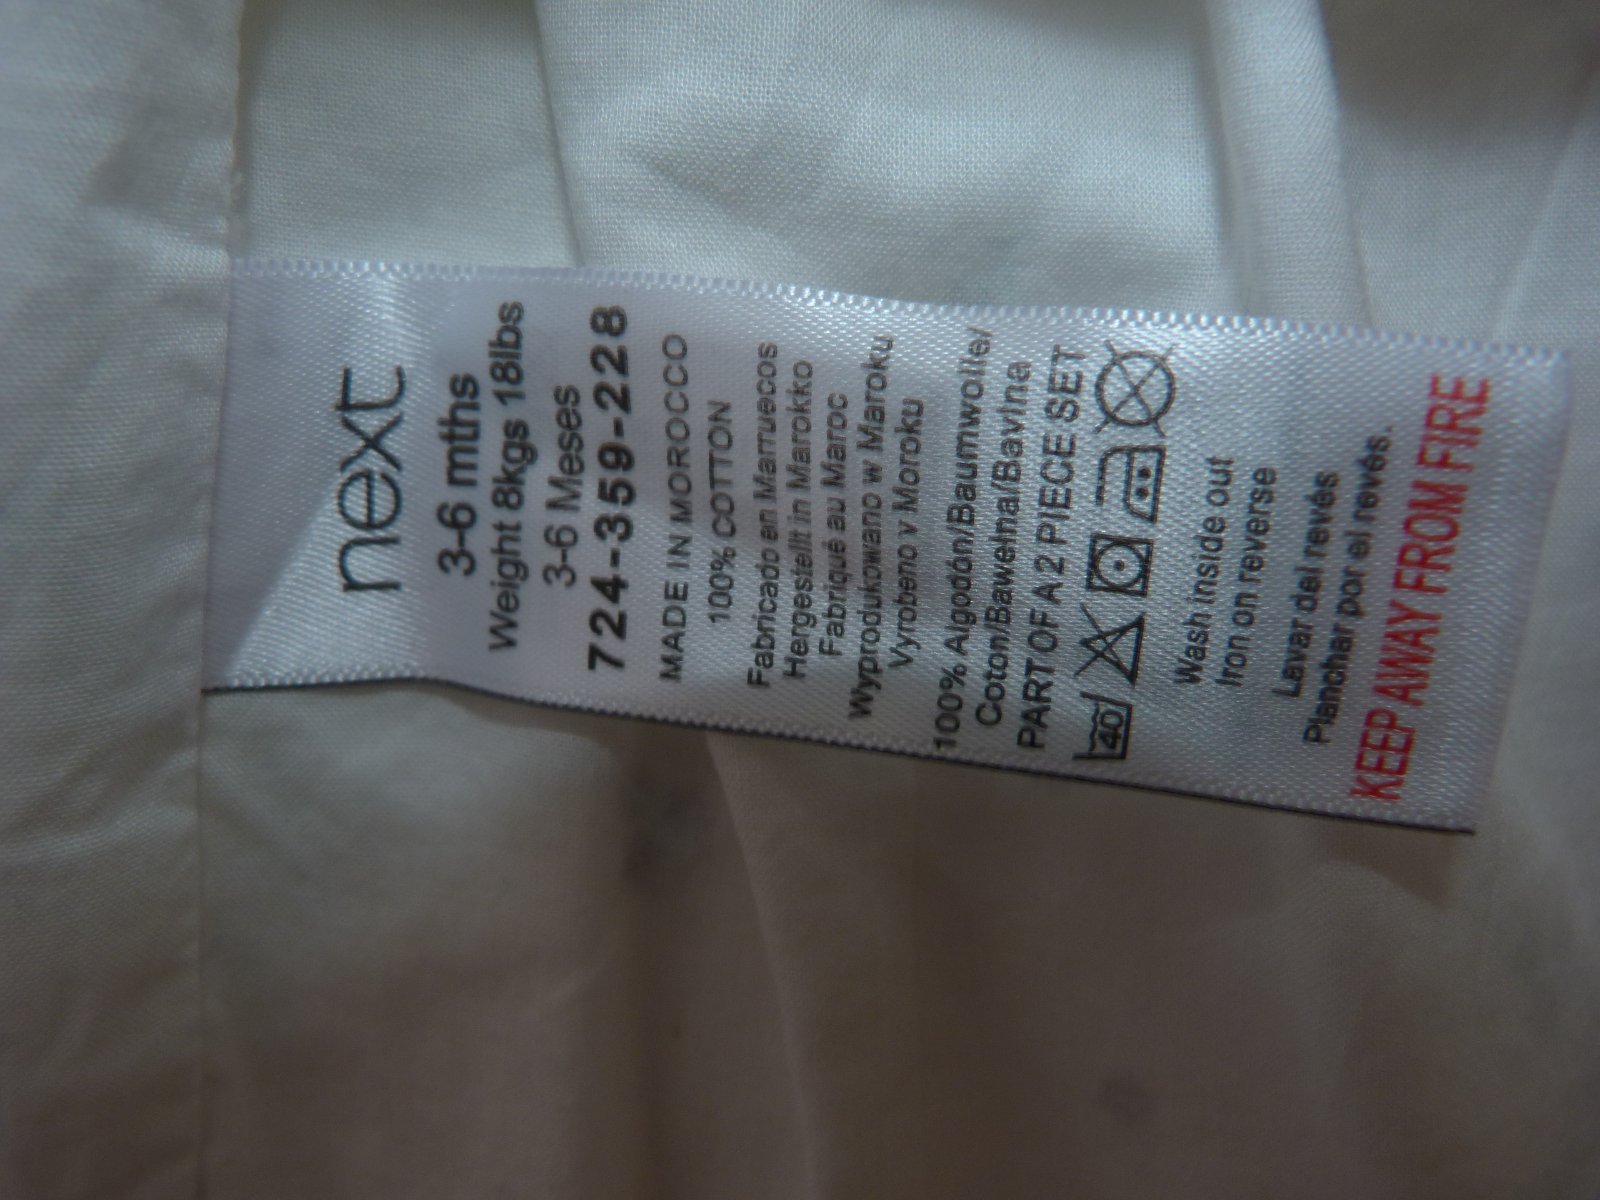 next
3-6 mths
Weight 8kgs 18lbs
3-6 Meses
724-359-228
MADE IN MOROCCO
100% COTTON
Fabricado en Marruecos
Hergestellt in Marokko
Fabriqué au Maroc
Wyprodukowano w Maroku
Vyrobeno v Moroku
100% Algodón/Baumwolle/
Coton/Bawełna/Bavlna
PART OF A 2 PIECE SET
40
Wash inside out
Iron on reverse
Lavar del revés
Planchar por el revés.
KEEP AWAY FROM FIRE